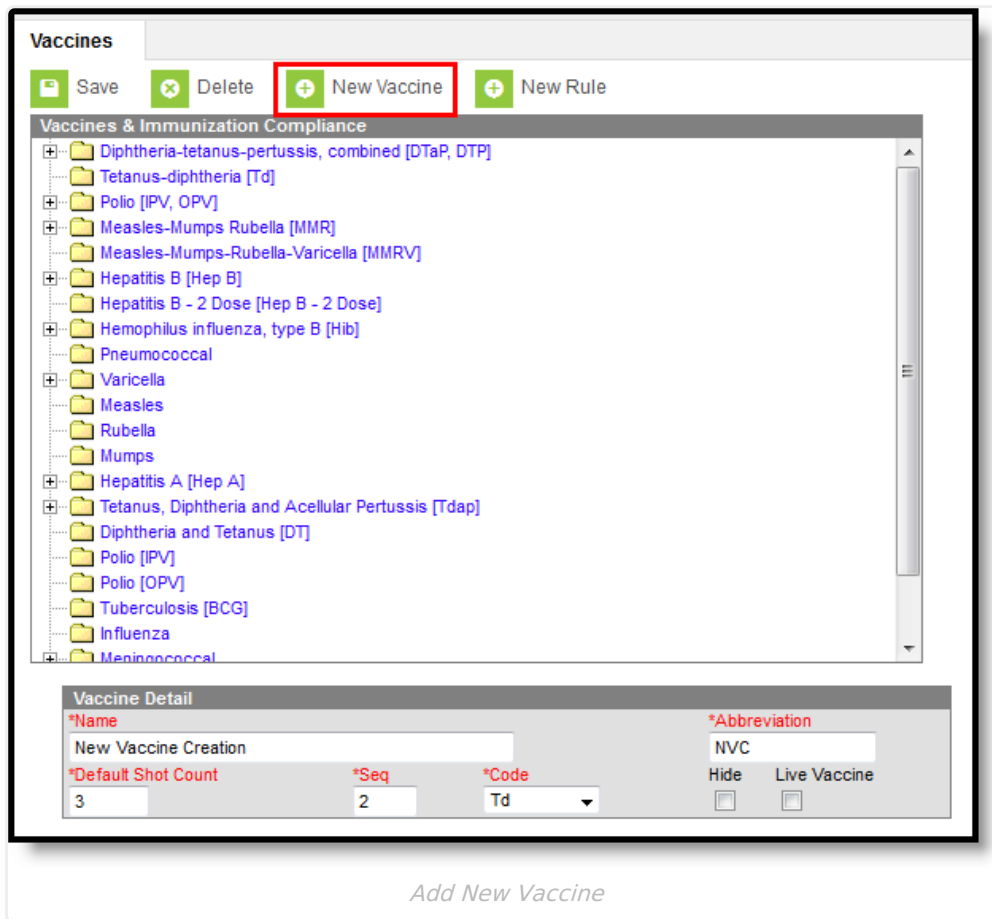 Vaccines
Save Delete New Vaccine New Rule
Vaccines & Immunization Compliance
Diphtheria-tetanus-pertussis, combined [DTaP, DTP]
Tetanus-diphtheria [Td]
Polio [IPV, OPV]
Measles-Mumps Rubella [MMR]
Measles-Mumps-Rubella-Varicella [MMRV]
Hepatitis B [Hep B]
Hepatitis B - 2 Dose [Hep B - 2 Dose]
Hemophilus influenza, type B [Hib]
Pneumococcal
Varicella
Measles
Rubella
Mumps
Hepatitis A [Hep A]
Tetanus, Diphtheria and Acellular Pertussis [Tdap]
Diphtheria and Tetanus [DT]
Polio [IPV]
Polio [OPV]
Tuberculosis [BCG]
Influenza
Meningococcal
Vaccine Detail
*Name *Abbreviation
New Vaccine Creation NVC
*Default Shot Count *Seq *Code Hide Live Vaccine
3 2 Td
Add New Vaccine